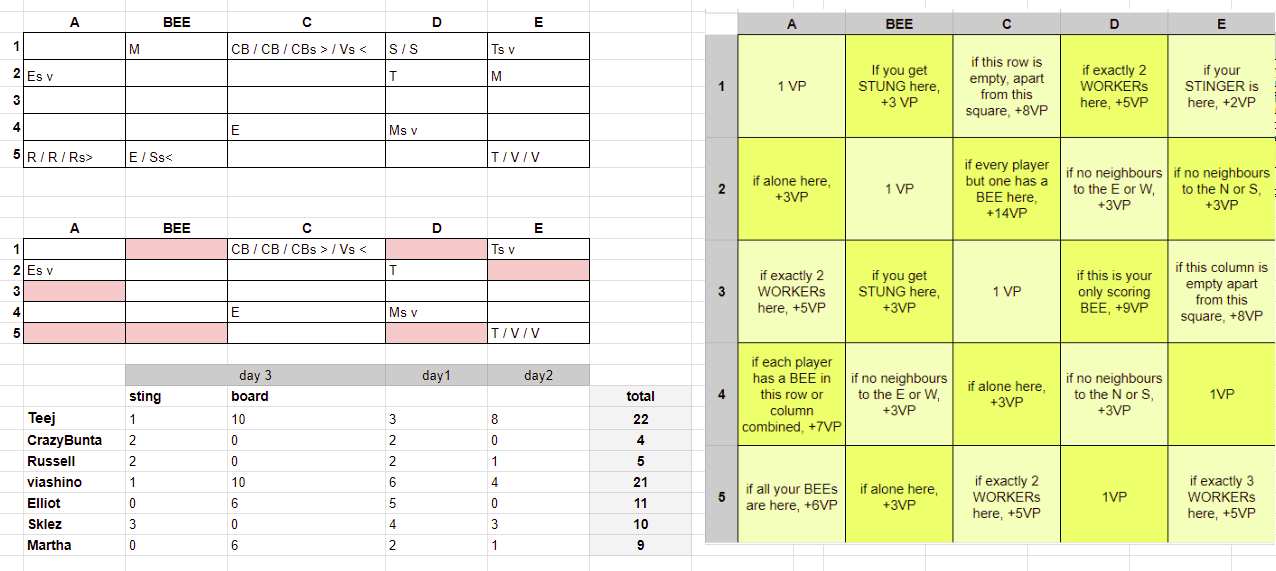 A BEE C D E
1 M CB / CB / CBs > / Vs < S / S Ts v
2 Es v T M
3
4 E Ms v
5 R / R / Rs> E / Ss< T / V / V
A BEE C D E
1 CB / CB / CBs > / Vs < Ts v
2 Es v T
3
4 E Ms v
5 T / V / V
day 3 day1 day2
sting board total
Teej 1 10 3 8 22
CrazyBunta 2 0 2 0 4
Russell 2 0 2 1 5
viashino 1 10 6 4 21
Elliot 0 6 5 0 11
Sklez 3 0 4 3 10
Martha 0 6 2 1 9
A BEE C D E
1
1 VP
If you get
STUNG here,
+3 VP
if this row is
empty, apart
from this
square, +8VP
if exactly 2
WORKERs
here, +5VP
if your
STINGER is
here, +2VP
2
if alone here,
+3VP
1 VP
if every player
but one has a
BEE here,
+14VP
if no neighbours
to the E or W,
+3VP
if no neighbours
to the N or S,
+3VP
3
if exactly 2
WORKERs
here, +5VP
if you get
STUNG here,
+3VP
1 VP
if this is your
only scoring
BEE, +9VP
if this column is
empty apart
from this
square, +8VP
4
if each player
has a BEE in
this row or
column
combined, +7VP
if no neighbours
to the E or W,
+3VP
if alone here,
+3VP
if no neighbours
to the N or S,
+3VP
1VP
5
if all your BEEs
are here, +6VP
if alone here,
+3VP
if exactly 2
WORKERs
here, +5VP
1VP
if exactly 3
WORKERs
here, +5VP